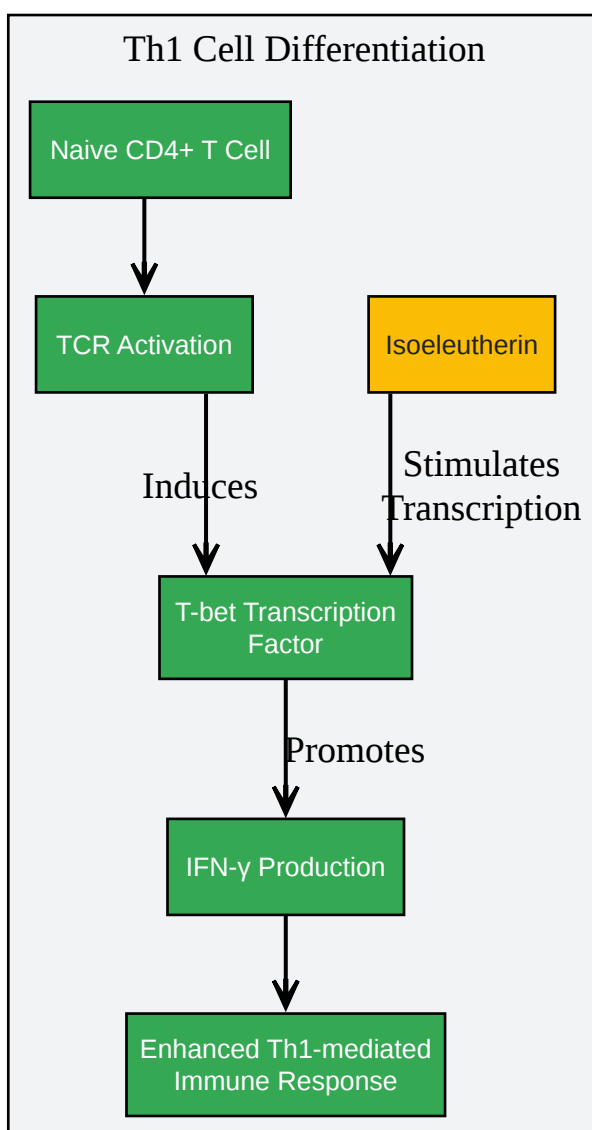 Th1 Cell Differentiation
Naive CD4+ T Cell
TCR Activation
Isoeleutherin
Induces
Stimulates
Transcription
T-bet Transcription
Factor
Promotes
IFN-γ Production
Enhanced Th1-mediated
Immune Response